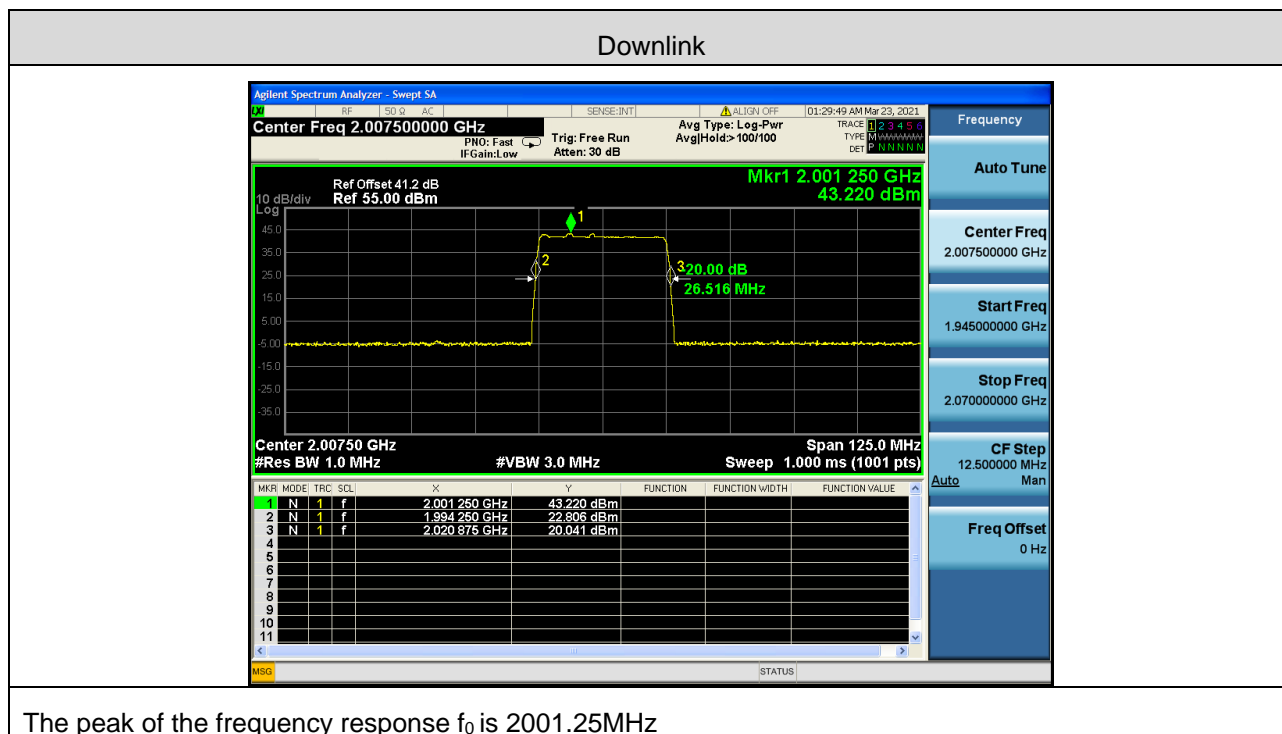 Downlink
Agilent Spectrum Analyzer - Swept SA
LXI RF 50 Ω AC SENSE:INT ALIGN OFF 01:29:49 AM Mar 23, 2021
Center Freq 2.007500000 GHz
PNO: Fast
IFGain:Low
Trig: Free Run
Atten: 30 dB
Avg Type: Log-Pwr
Avg|Hold:> 100/100
TRACE 1 2 3 4 5 6
TYPE M
DET P N N N N N
Mkr1 2.001 250 GHz
43.220 dBm
Ref Offset 41.2 dB
10 dB/div Ref 55.00 dBm
Log
1
45.0
35.0
2
3
20.00 dB
25.0
26.516 MHz
15.0
5.00
-5.00
-15.0
-25.0
-35.0
Center 2.00750 GHz Span 125.0 MHz
#Res BW 1.0 MHz #VBW 3.0 MHz Sweep 1.000 ms (1001 pts)
MKR MODE TRC SCL X Y FUNCTION FUNCTION WIDTH FUNCTION VALUE
1 N 1 f 2.001 250 GHz 43.220 dBm
2 N 1 f 1.994 250 GHz 22.806 dBm
3 N 1 f 2.020 875 GHz 20.041 dBm
4
5
6
7
8
9
10
11
MSG STATUS
Frequency
Auto Tune
Center Freq
2.007500000 GHz
Start Freq
1.945000000 GHz
Stop Freq
2.070000000 GHz
CF Step
12.500000 MHz
Auto Man
Freq Offset
0 Hz
The peak of the frequency response f0 is 2001.25MHz